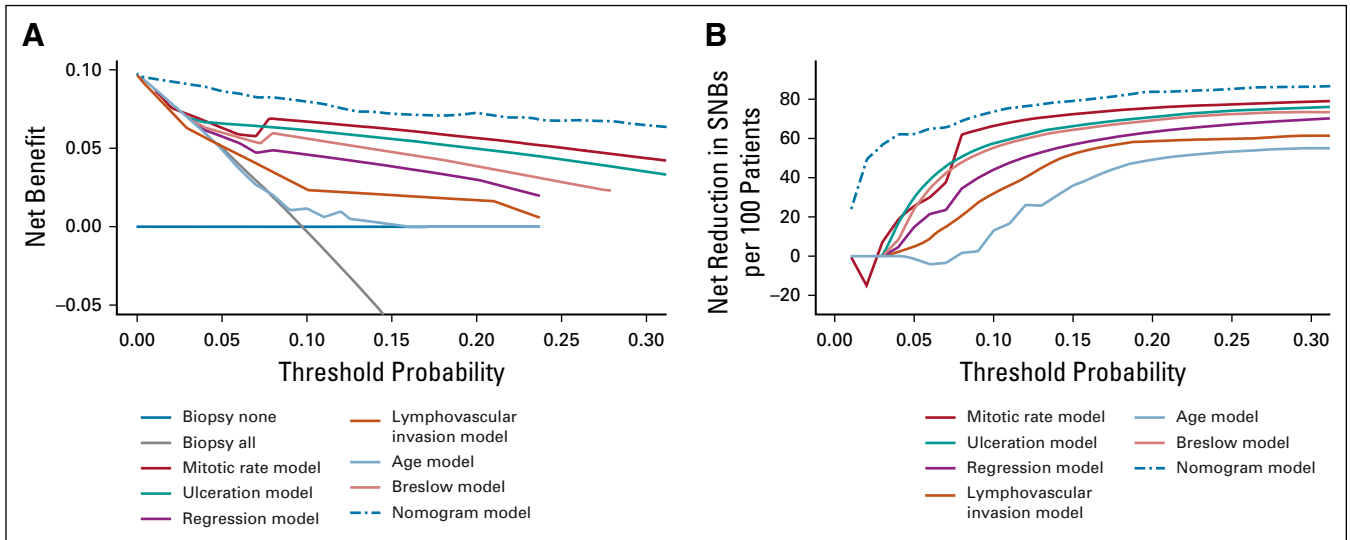 A
Net Benefit
0.10
0.05
0.00
–0.05
0.00
0.05
0.10
0.15
0.20
0.25
0.30
Threshold Probability
Biopsy none
Biopsy all
Mitotic rate model
Ulceration model
Regression model
Lymphovascular
invasion model
Age model
Breslow model
Nomogram model
B
Net Reduction in SNBs
per 100 Patients
80
60
40
20
0
–20
0.00
0.05
0.10
0.15
0.20
0.25
0.30
Threshold Probability
Mitotic rate model
Ulceration model
Regression model
Lymphovascular
invasion model
Age model
Breslow model
Nomogram model